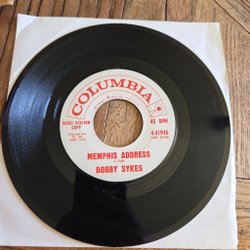 COLUMBIA
RADIO STATION
COPY
45 RPM
4-41946
MEMPHIS ADDRESS
BOBBY SYKES